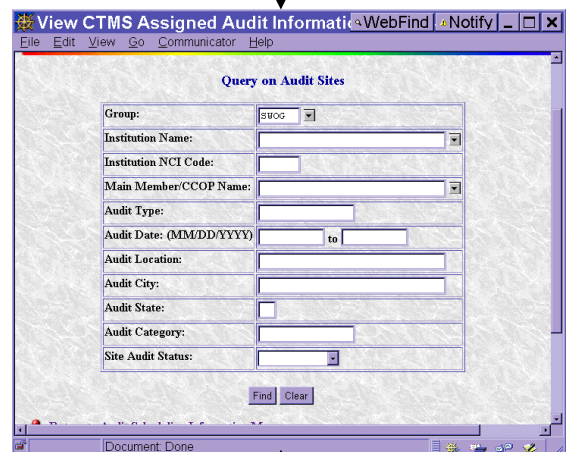 View CTMS Assigned Audit Informatic WebFind Notify
File Edit View Go Communicator Help
Query on Audit Sites
Group: SWOG
Institution Name:
Institution NCI Code:
Main Member/CCOP Name:
Audit Type:
Audit Date: (MM/DD/YYYY) to
Audit Location:
Audit City:
Audit State:
Audit Category:
Site Audit Status:
Find Clear
Document: Done